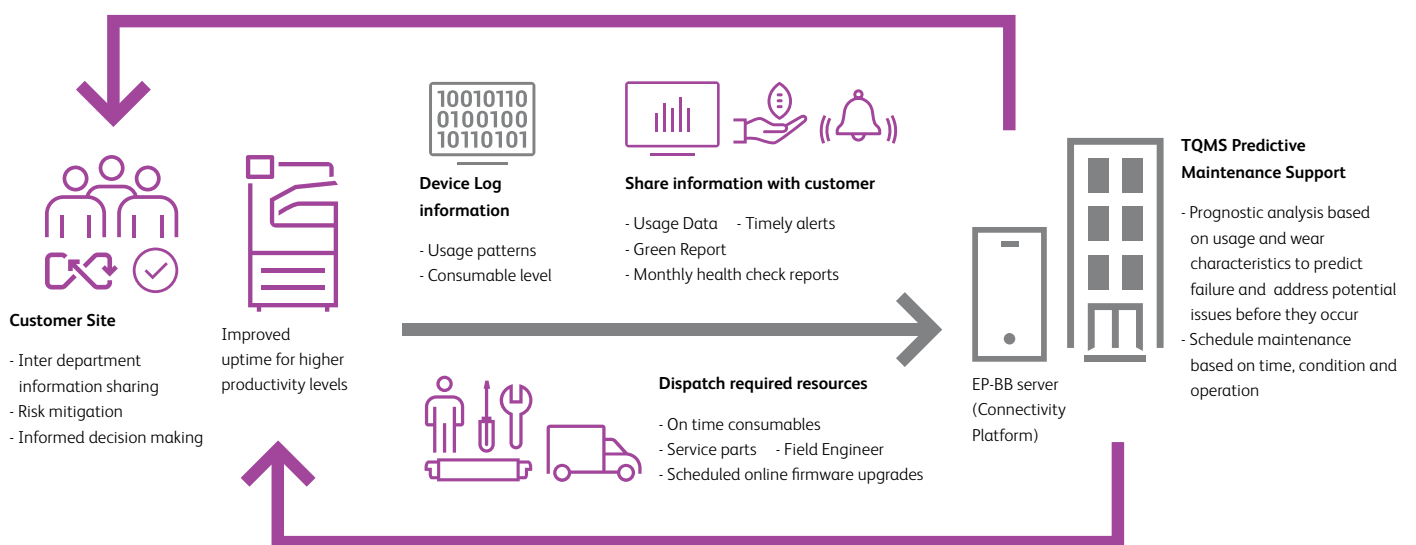 10010110
0100100
10110101
Device Log
information
- Usage patterns
- Consumable level
Share information with customer
- Usage Data - Timely alerts
- Green Report
- Monthly health check reports
TQMS Predictive
Maintenance Support
- Prognostic analysis based
on usage and wear
characteristics to predict
failure and address potential
issues before they occur
- Schedule maintenance
based on time, condition and
operation
Customer Site
- Inter department
information sharing
- Risk mitigation
- Informed decision making
Improved
uptime for higher
productivity levels
Dispatch required resources
- On time consumables
- Service parts - Field Engineer
- Scheduled online firmware upgrades
EP-BB server
(Connectivity
Platform)